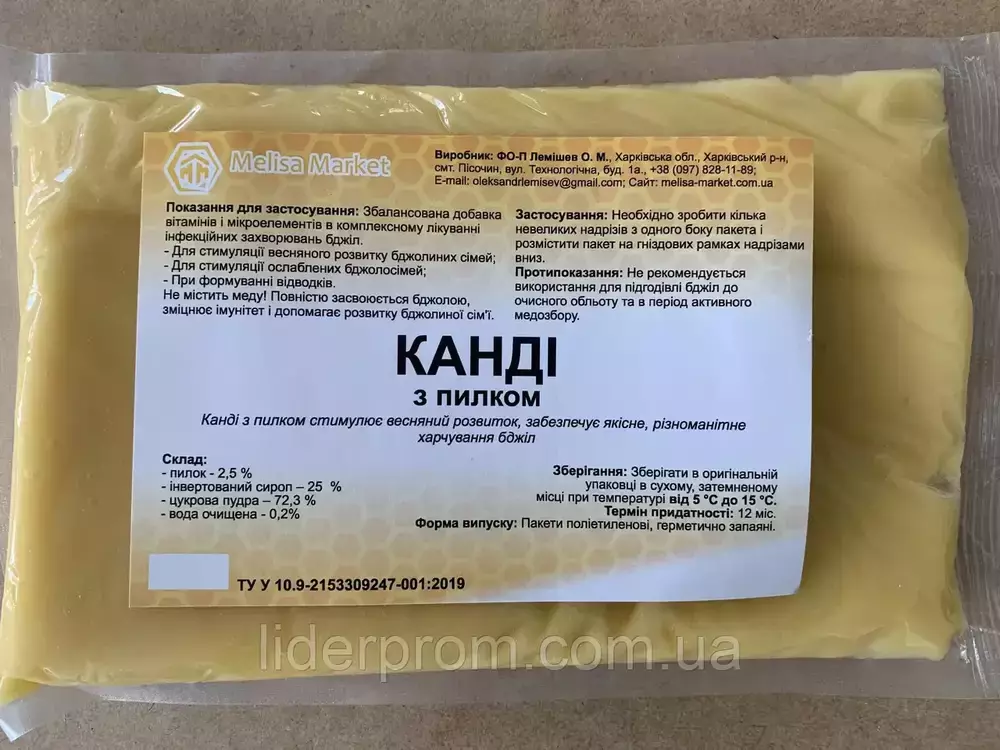 Melisa Market
Виробник: ФО-П Лемішев О. М., Харківська обл., Харківський р-н,
смт. Пісочин, вул. Технологічна, буд. 1а., +38 (097) 828-11-89;
E-mail: oleksandrlemisev@gmail.com; Сайт: melisa-market.com.ua
Показання для застосування: Збалансована добавка
вітамінів і мікроелементів в комплексному лікуванні
інфекційних захворювань бджіл.
- Для стимуляції весняного розвитку бджолиних сімей;
- Для стимуляції ослаблених бджолосімей;
- При формуванні відводків.
Не містить меду! Повністю засвоюється бджолою,
зміцнює імунітет і допомагає розвитку бджолиної сім'ї.
Застосування: Необхідно зробити кілька
невеликих надрізів з одного боку пакета і
розмістити пакет на гніздових рамках надрізами
вниз.
Протипоказання: Не рекомендується
використання для підгодівлі бджіл до
очисного обльоту та в період активного
медозбору.
КАНДІ
з пилком
Канді з пилком стимулює весняний розвиток, забезпечує якісне, різноманітне
харчування бджіл
Склад:
- пилок - 2,5 %
- інвертований сироп – 25 %
- цукрова пудра – 72,3 %
- вода очищена - 0,2%
Зберігання: Зберігати в оригінальній
упаковці в сухому, затемненому
місці при температурі від 5 °С до 15 °С.
Термін придатності: 12 міс.
Форма випуску: Пакети поліетиленові, герметично запаяні.
ТУ У 10.9-2153309247-001:2019
liderprom.com.ua